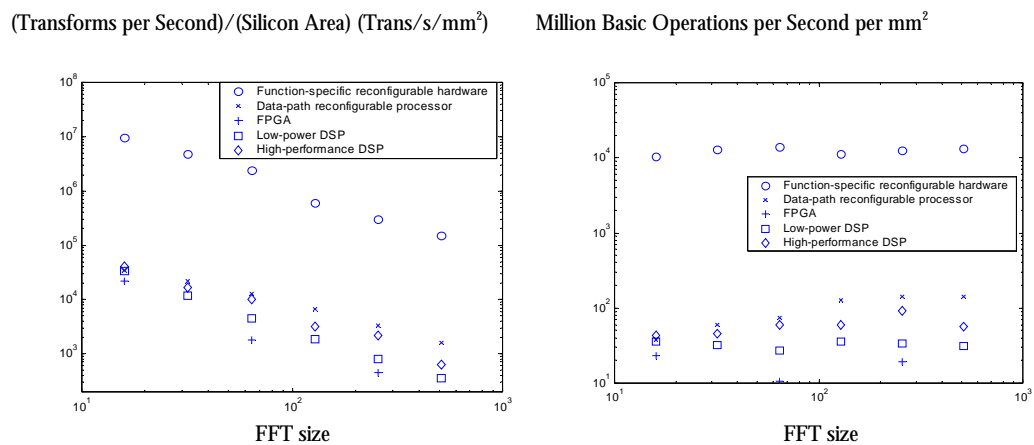 (Transforms per Second)/(Silicon Area) (Trans/s/mm²)
10⁸
10⁷
10⁶
10⁵
10⁴
10³
10¹
10²
10³
Function-specific reconfigurable hardware
Data-path reconfigurable processor
FPGA
Low-power DSP
High-performance DSP
FFT size
Million Basic Operations per Second per mm²
10⁵
10⁴
10³
10²
10¹
10¹
10²
10³
Function-specific reconfigurable hardware
Data-path reconfigurable processor
FPGA
Low-power DSP
High-performance DSP
FFT size